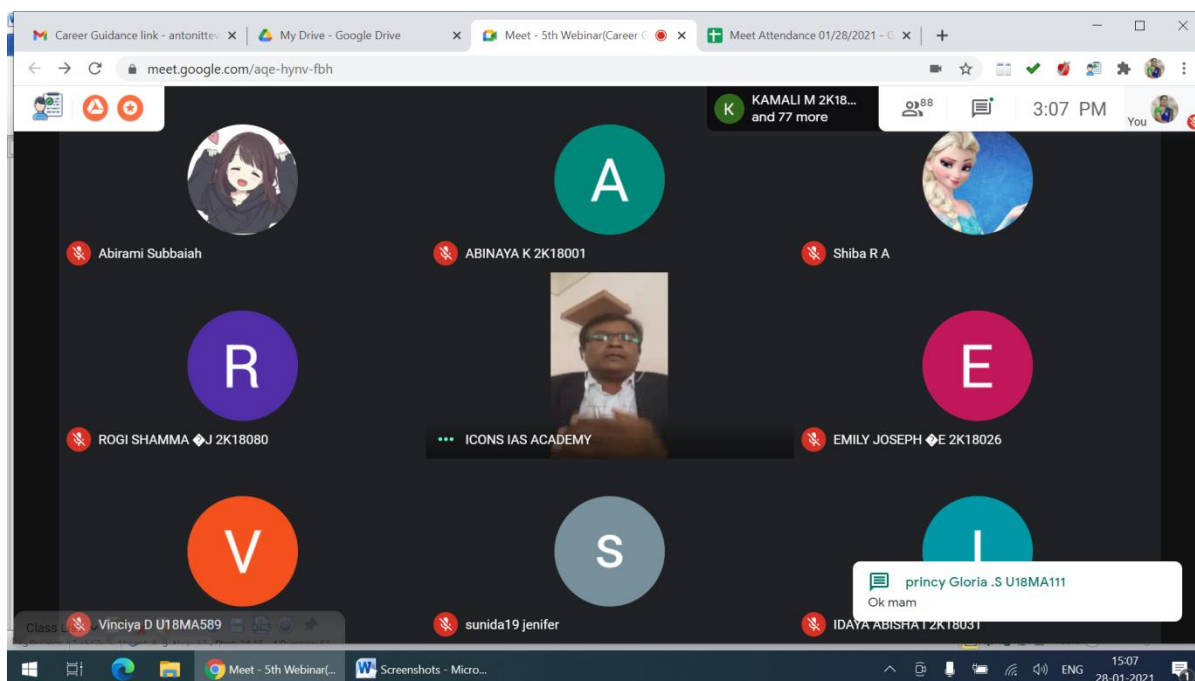 Career Guidance link - antonittev
My Drive - Google Drive
Meet - 5th Webinar(Career G
Meet Attendance 01/28/2021 - G
meet.google.com/aqe-hynv-fbh
K
KAMALI M 2K18...
and 77 more
88
3:07 PM
You
Abirami Subbaiah
A
ABINAYA K 2K18001
Shiba R A
R
ROGI SHAMMA �J 2K18080
ICONS IAS ACADEMY
E
EMILY JOSEPH �E 2K18026
V
Vinciya D U18MA589
S
sunida19 jenifer
I
IDAYA ABISHA I 2K18031
princy Gloria .S U18MA111
Ok mam
Class
Meet - 5th Webinar(...
Screenshots - Micro...
ENG
15:07
28-01-2021